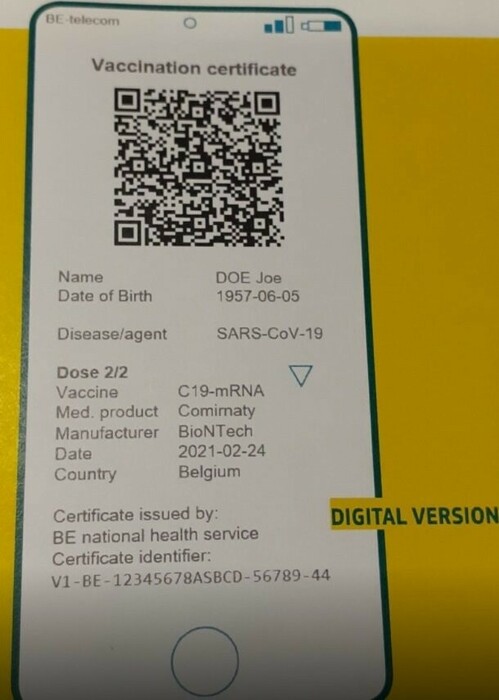 BE-telecom
Vaccination certificate
Name DOE Joe
Date of Birth 1957-06-05
Disease/agent SARS-CoV-19
Dose 2/2
Vaccine C19-mRNA
Med. product Comirnaty
Manufacturer BioNTech
Date 2021-02-24
Country Belgium
Certificate issued by:
BE national health service
Certificate identifier:
V1-BE-12345678ASBCD-56789-44
DIGITAL VERSION